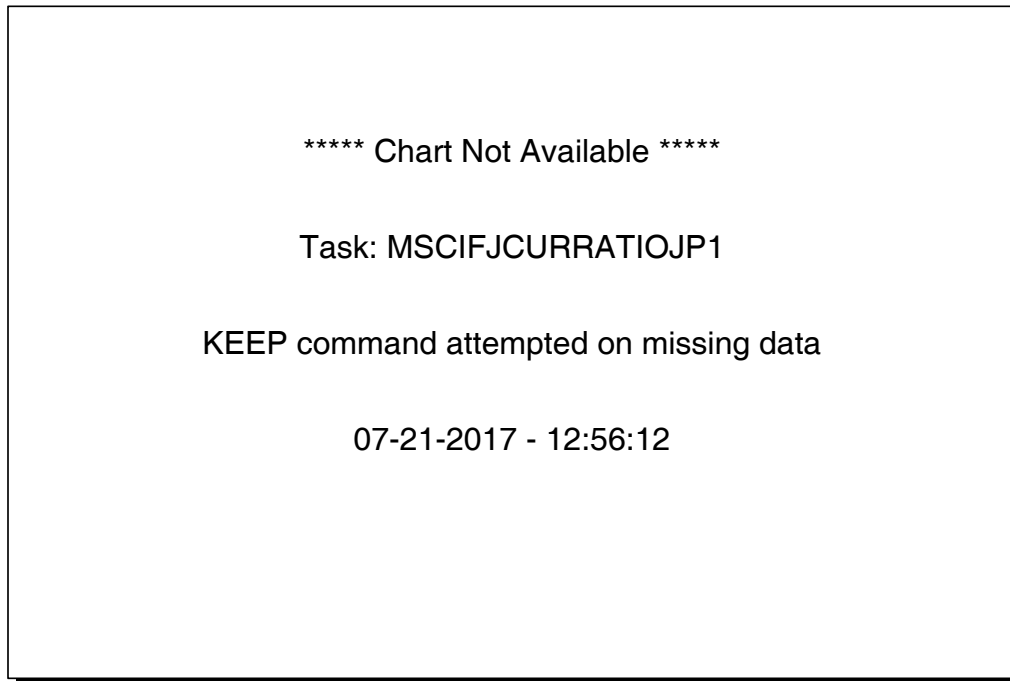 ***** Chart Not Available *****
Task: MSCIFJCURRATIOJP1
KEEP command attempted on missing data
07-21-2017 - 12:56:12